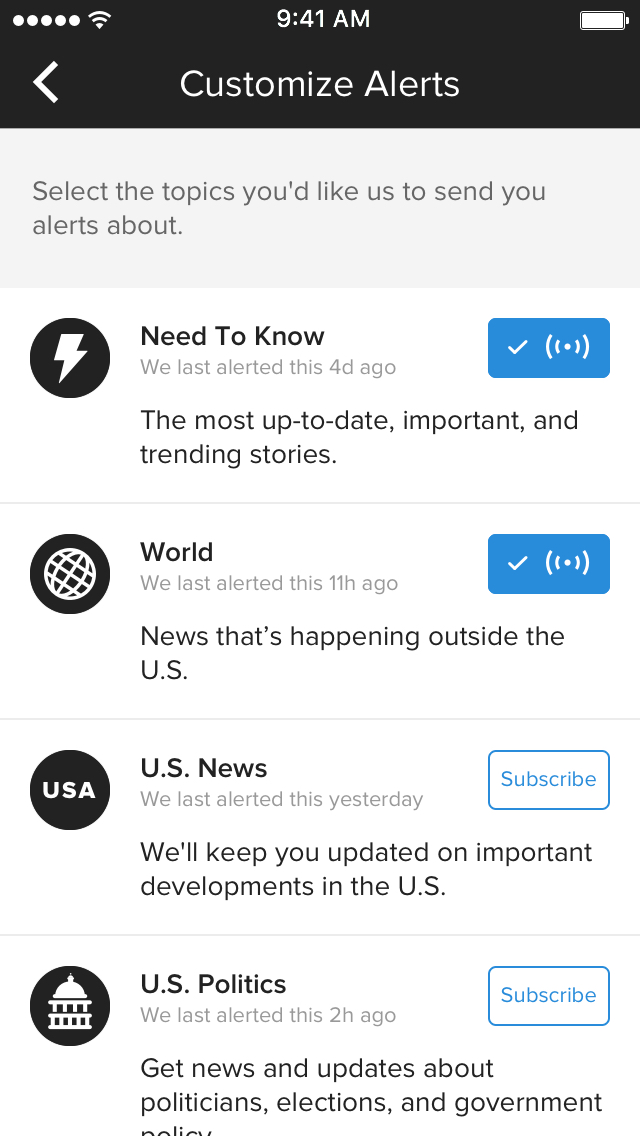 9:41 AM
Customize Alerts
Select the topics you'd like us to send you
alerts about.
Need To Know
We last alerted this 4d ago
The most up-to-date, important, and
trending stories.
World
We last alerted this 11h ago
News that’s happening outside the
U.S.
USA
U.S. News
We last alerted this yesterday
Subscribe
We'll keep you updated on important
developments in the U.S.
U.S. Politics
We last alerted this 2h ago
Subscribe
Get news and updates about
politicians, elections, and government
policy.